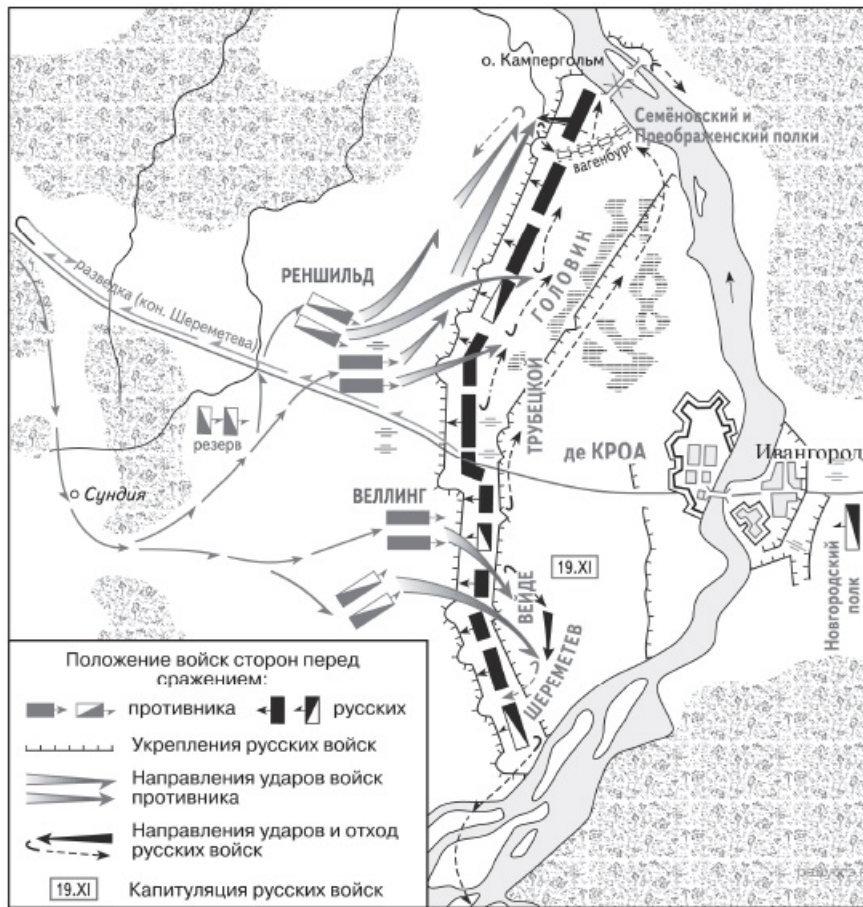 о. Кампергольм
Семёновский и
Преображенский полки
вагенбург
РЕНШИЛЬД
разведка (кон. Шереметева)
ГОЛОВИН
ТРУБЕЦКОЙ
резерв
де КРОА
Ивангород
Сундия
ВЕЛЛИНГ
19.XI
ВЕЙДЕ
ШЕРЕМЕТЕВ
Новгородский
полк
Положение войск сторон перед
сражением:
противника
русских
Укрепления русских войск
Направления ударов войск
противника
Направления ударов и отход
русских войск
19.XI
Капитуляция русских войск